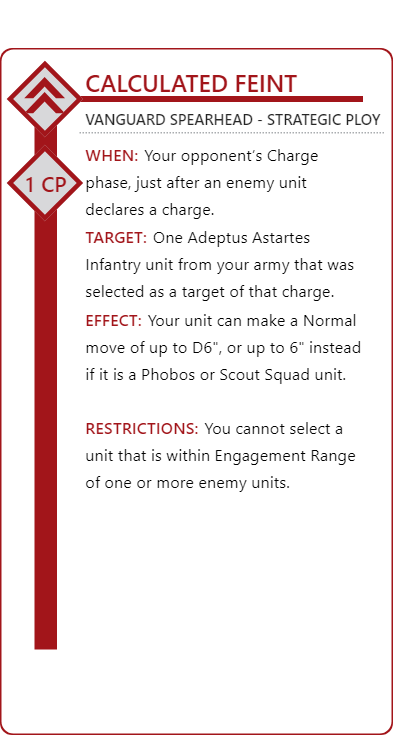 CALCULATED FEINT
VANGUARD SPEARHEAD - STRATEGIC PLOY
WHEN: Your opponent’s Charge
1 CP
phase, just after an enemy unit
declares a charge.
TARGET: One Adeptus Astartes
Infantry unit from your army that was
selected as a target of that charge.
EFFECT: Your unit can make a Normal
move of up to D6", or up to 6" instead
if it is a Phobos or Scout Squad unit.
RESTRICTIONS: You cannot select a
unit that is within Engagement Range
of one or more enemy units.